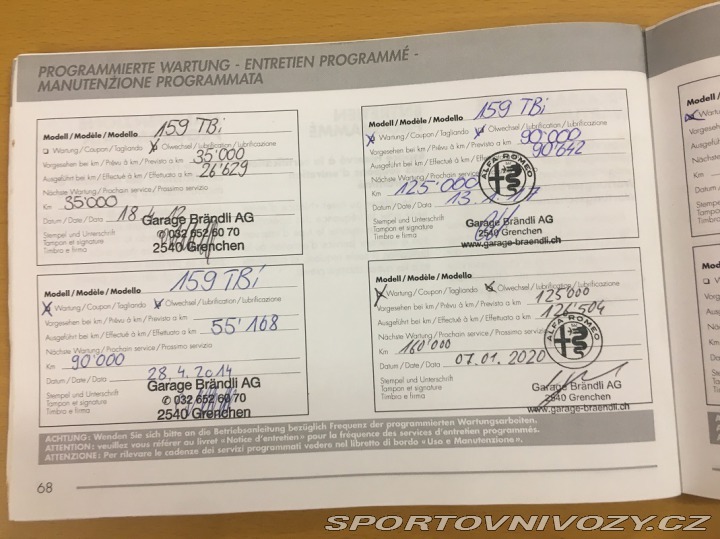 PROGRAMMIERTE WARTUNG - ENTRETIEN PROGRAMMÉ -
MANUTENZIONE PROGRAMMATA
Modell/Modèle/Modello 159 TBi
Wartung/Coupon/Tagliando Ölwechsel/Lubrification/Lubrificazione
Vorgesehen bei km/Prévu à km/Previsto a km 35'000
Ausgeführt bei km/Effectué à km/Effettuato a km 26'629
Nächste Wartung/Prochain service/Prossimo servizio
Km 35'000
Datum/Date/Data 18
Stempel und Unterschrift
Tampon et signature
Timbro e firma
Garage Brändli AG
✆ 032 652 60 70
2540 Grenchen
Modell/Modèle/Modello 159 TBi
Wartung/Coupon/Tagliando Ölwechsel/Lubrification/Lubrificazione
Vorgesehen bei km/Prévu à km/Previsto a km
Ausgeführt bei km/Effectué à km/Effettuato a km 55'168
Nächste Wartung/Prochain service/Prossimo servizio
Km 90'000
Datum/Date/Data 28.4.2014
Stempel und Unterschrift
Tampon et signature
Timbro e firma
Garage Brändli AG
✆ 032 652 60 70
2540 Grenchen
Modell/Modèle/Modello 159 TBi
Wartung/Coupon/Tagliando Ölwechsel/Lubrification/Lubrificazione
Vorgesehen bei km/Prévu à km/Previsto a km 90'000
Ausgeführt bei km/Effectué à km/Effettuato a km 90'642
Nächste Wartung/Prochain service
Km 125'000
Datum/Date/Data 13.1.17
Stempel und Unterschrift
Tampon et signature
Timbro e firma
ALFA ROMEO
Garage Brändli AG
2540 Grenchen
www.garage-braendli.ch
Modell/Modèle/Modello
Wartung/Coupon/Tagliando Ölwechsel/Lubrification/Lubrificazione
Vorgesehen bei km/Prévu à km/Previsto a km 125000
Ausgeführt bei km/Effectué à km/Effettuato a km
Nächste Wartung/Prochain service/Prossimo servizio
Km 160'000
Datum/Date/Data 07.01.2020
Stempel und Unterschrift
Tampon et signature
Timbro e firma
ALFA ROMEO
Garage Brändli AG
2540 Grenchen
www.garage-braendli.ch
ACHTUNG: Wenden Sie sich bitte an die Betriebsanleitung bezüglich Frequenz der programmierten Wartungsarbeiten.
ATTENTION: veuillez vous référer au livret «Notice d'entretien» pour la fréquence des services d'entretien programmés.
ATTENZIONE: Per rilevare le cadenze dei servizi programmati vedere nel libretto di bordo «Uso e Manutenzione».
68
SPORTOVNIVOZY.CZ